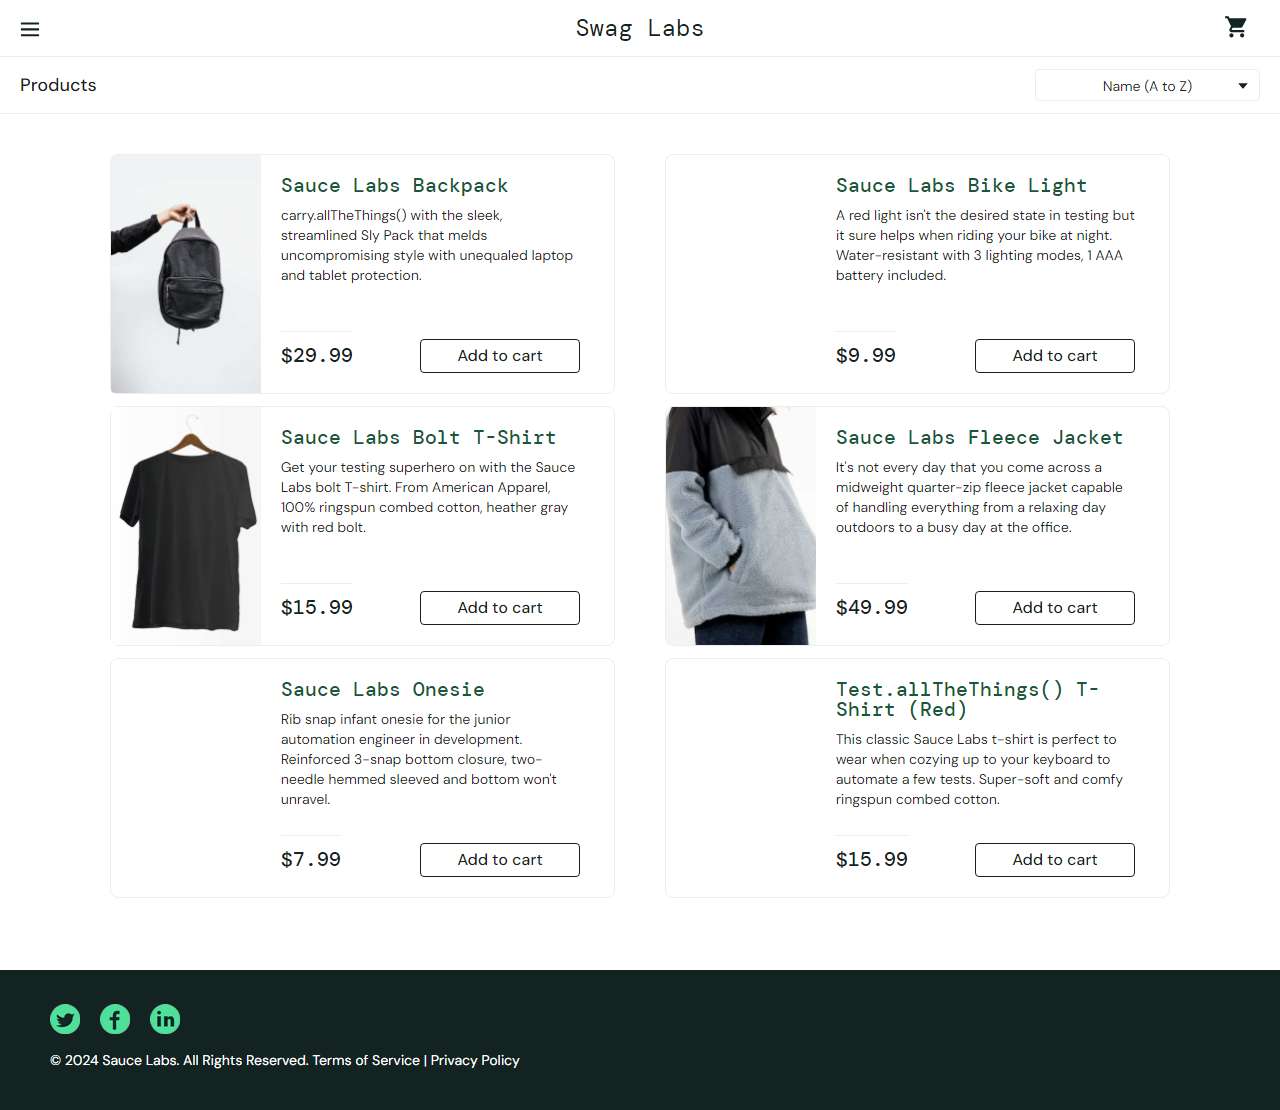 Swag Labs
Products
Name (A to Z)
Sauce Labs Backpack
carry.allTheThings() with the sleek,
streamlined Sly Pack that melds
uncompromising style with unequaled laptop
and tablet protection.
$29.99
Add to cart
Sauce Labs Bike Light
A red light isn't the desired state in testing but
it sure helps when riding your bike at night.
Water-resistant with 3 lighting modes, 1 AAA
battery included.
$9.99
Add to cart
Sauce Labs Bolt T-Shirt
Get your testing superhero on with the Sauce
Labs bolt T-shirt. From American Apparel,
100% ringspun combed cotton, heather gray
with red bolt.
$15.99
Add to cart
Sauce Labs Fleece Jacket
It's not every day that you come across a
midweight quarter-zip fleece jacket capable
of handling everything from a relaxing day
outdoors to a busy day at the office.
$49.99
Add to cart
Sauce Labs Onesie
Rib snap infant onesie for the junior
automation engineer in development.
Reinforced 3-snap bottom closure, two-
needle hemmed sleeved and bottom won't
unravel.
$7.99
Add to cart
Test.allTheThings() T-
Shirt (Red)
This classic Sauce Labs t-shirt is perfect to
wear when cozying up to your keyboard to
automate a few tests. Super-soft and comfy
ringspun combed cotton.
$15.99
Add to cart
© 2024 Sauce Labs. All Rights Reserved. Terms of Service | Privacy Policy